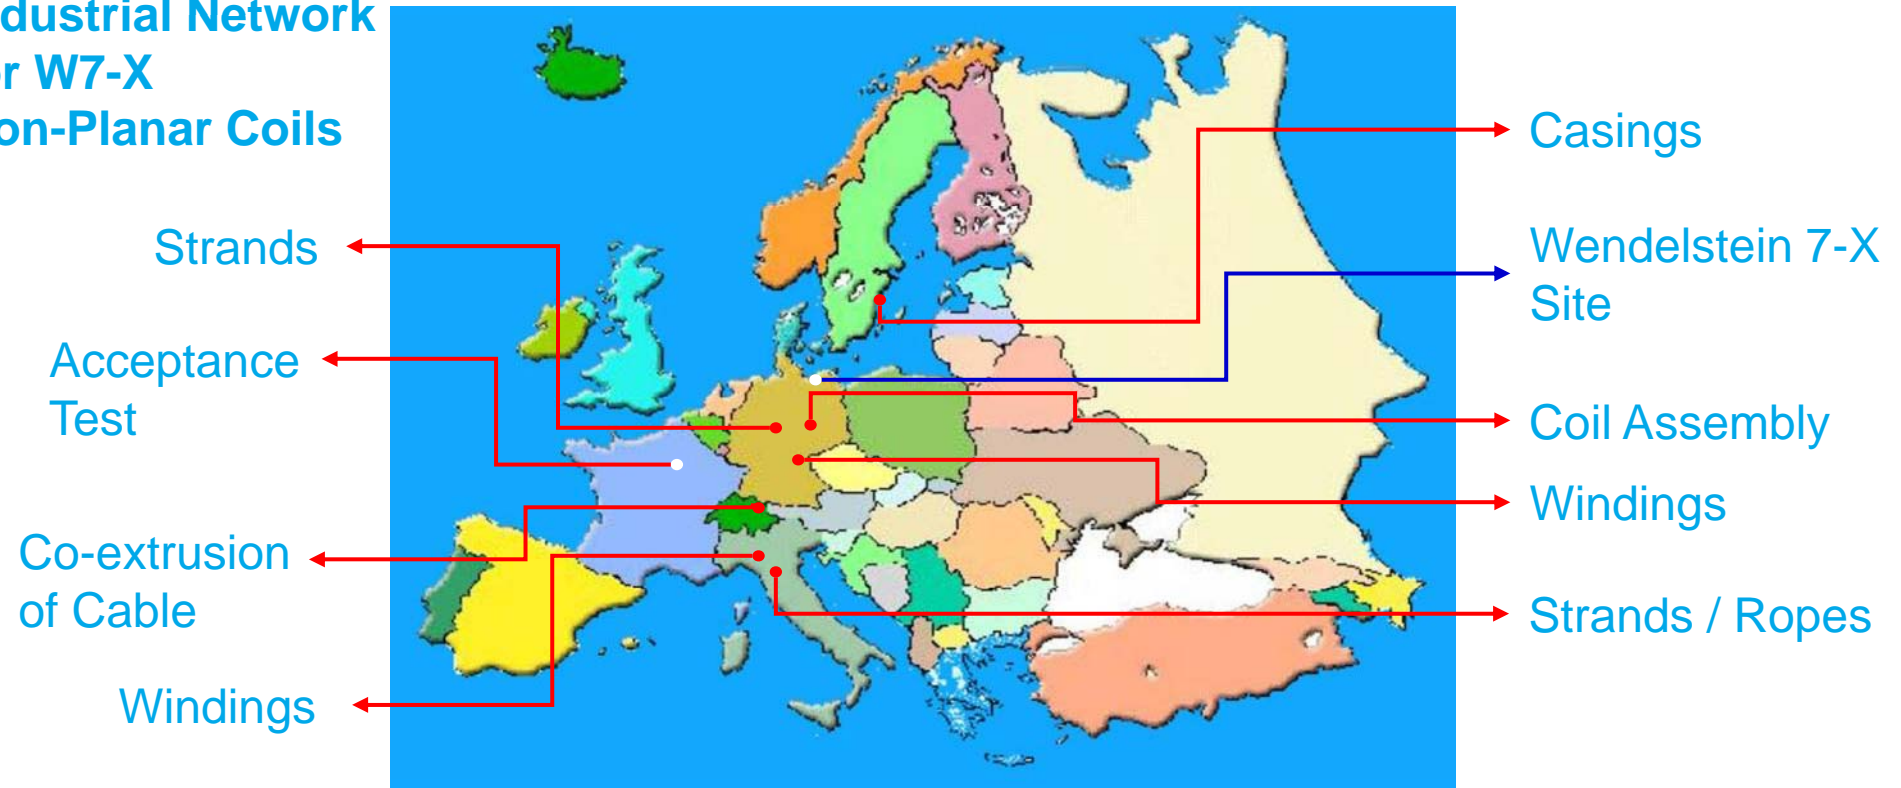 dustrial Network
r W7-X
on-Planar Coils
Casings
Strands
Wendelstein 7-X
Site
Acceptance
Test
Coil Assembly
Windings
Co-extrusion
of Cable
Strands / Ropes
Windings